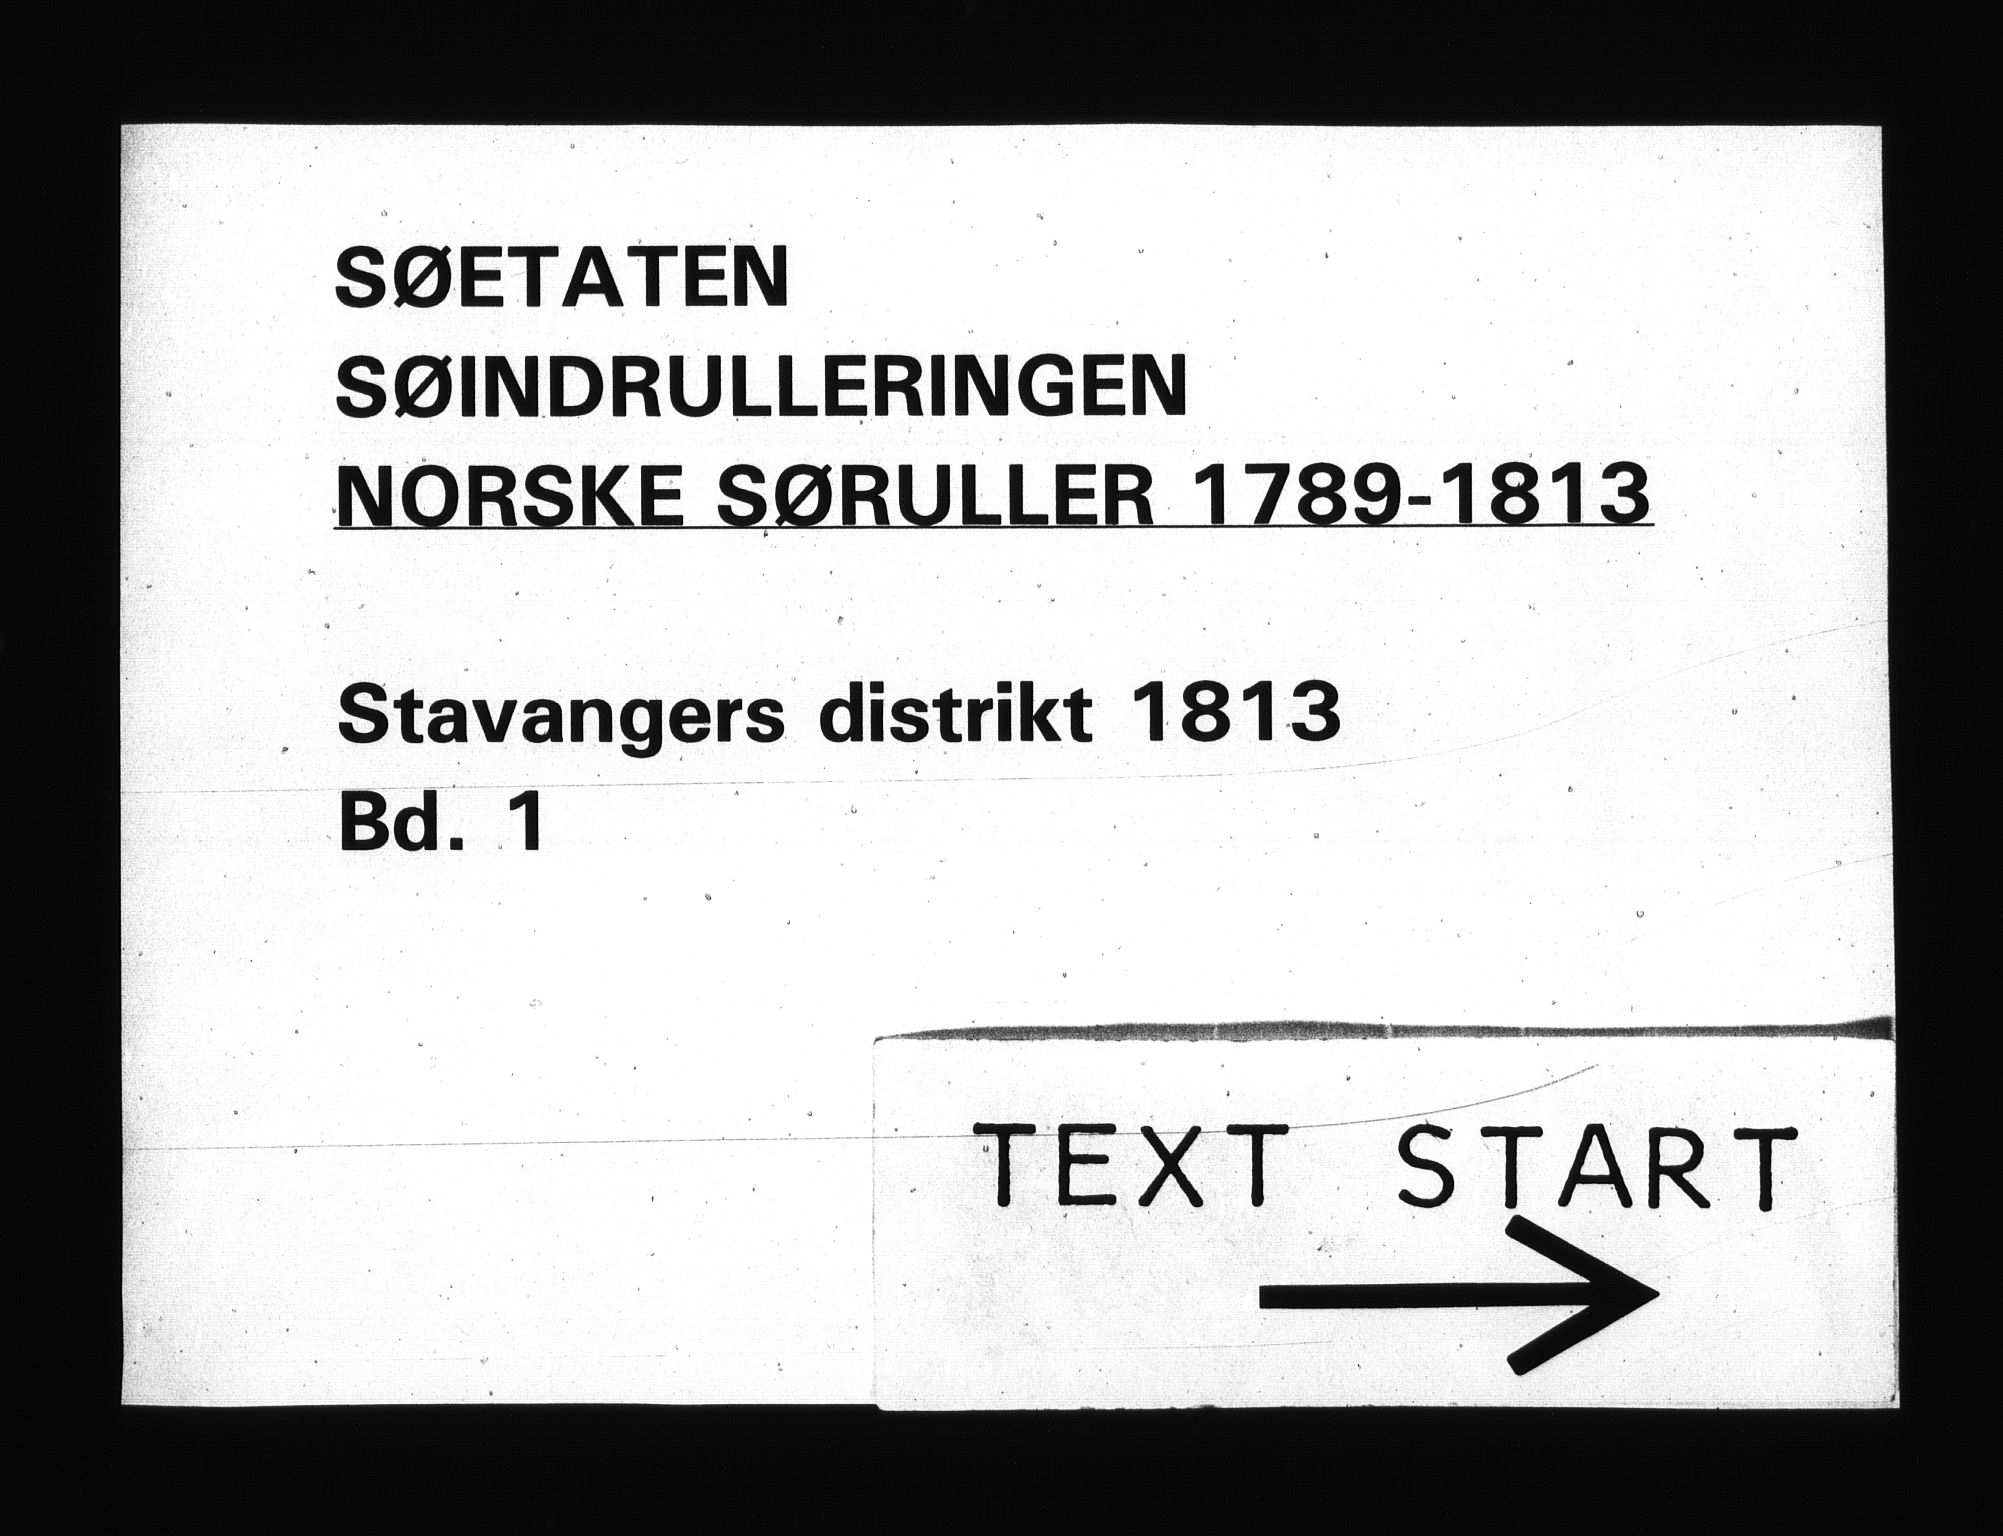 SØETATEN
SØINDRULLERINGEN
NORSKE SØRULLER 1789-1813
Stavangers distrikt 1813
Bd. 1
TEXT START